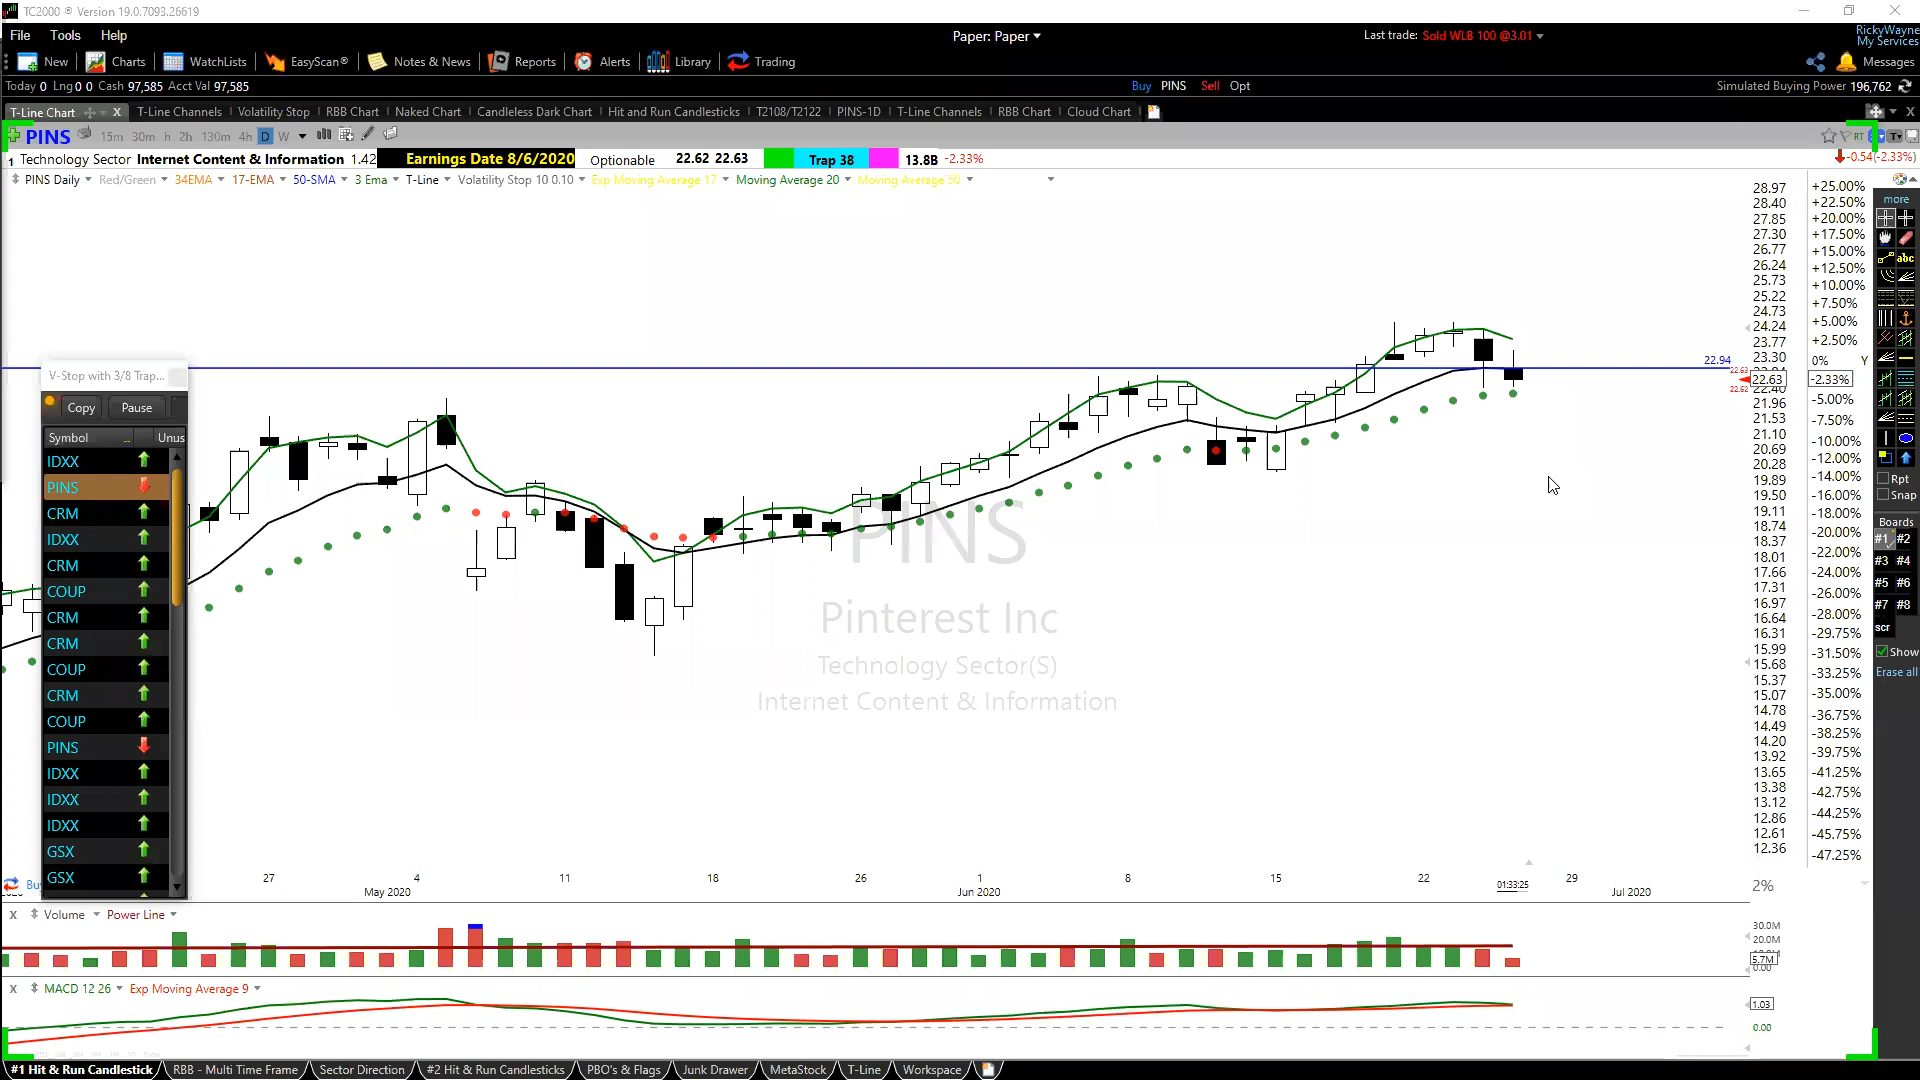 TC2000 ® Version 19.0.7093.26619
File Tools Help
Paper: Paper
Last trade: Sold WLB 100 @3.01
RickyWayne
My Services
New Charts WatchLists EasyScan® Notes & News Reports Alerts Library Trading
Messages
Today 0 Lng 0 0 Cash 97,585 Acct Val 97,585
Buy PINS Sell Opt
Simulated Buying Power 196,762
T-Line Chart X T-Line Channels Volatility Stop RBB Chart Naked Chart Candleless Dark Chart Hit and Run Candlesticks T2108/T2122 PINS-1D T-Line Channels RBB Chart Cloud Chart
PINS 15m 30m h 2h 130m 4h D W
RT
1 Technology Sector Internet Content & Information 1.42 Earnings Date 8/6/2020 Optionable 22.62 22.63 Trap 38 13.8B -2.33%
-0.54(-2.33%)
PINS Daily Red/Green 34EMA 17-EMA 50-SMA 3 Ema T-Line Volatility Stop 10 0.10 Exp Moving Average 17 Moving Average 20 Moving Average 50
28.97 +25.00%
28.40 +22.50%
27.85 +20.00%
27.30 +17.50%
26.77 +15.00%
26.24 +12.50%
25.73 +10.00%
25.22 +7.50%
24.73 +5.00%
24.24 +2.50%
23.77
23.30 0% Y
22.94
22.63
22.63 -2.33%
22.62
22.40 -5.00%
21.96
21.53 -7.50%
21.10 -10.00%
20.69 -12.00%
20.28 -14.00%
19.89 -16.00%
19.50 -18.00%
19.11 -20.00%
18.74 -22.00%
18.37 -24.00%
18.01 -26.00%
17.66 -28.00%
17.31 -29.75%
16.97 -31.50%
16.64 -33.25%
16.31 -35.00%
15.99 -36.75%
15.68 -38.25%
15.37 -39.75%
15.07 -41.25%
14.78 -42.75%
14.49 -44.25%
14.20 -45.75%
13.92 -47.25%
13.65
13.38
13.12
12.86
12.61
12.36
more
abc
Rpt
Snap
Boards
#1 #2
#3 #4
#5 #6
#7 #8
scr
Show
Erase all
V-Stop with 3/8 Trap...
Copy Pause
Symbol Unus
IDXX
PINS
CRM
IDXX
CRM
COUP
CRM
CRM
COUP
CRM
COUP
PINS
IDXX
IDXX
IDXX
GSX
GSX
PINS
Pinterest Inc
Technology Sector(S)
Internet Content & Information
27 4 11 18 26 1 8 15 22 01:33:25 29
May 2020 Jun 2020 Jul 2020
2%
X Volume Power Line
30.0M
20.0M
5.7M
0.00
X MACD 12 26 Exp Moving Average 9
1.03
0.00
#1 Hit & Run Candlestick RBB - Multi Time Frame Sector Direction #2 Hit & Run Candlesticks PBO's & Flags Junk Drawer MetaStock T-Line Workspace